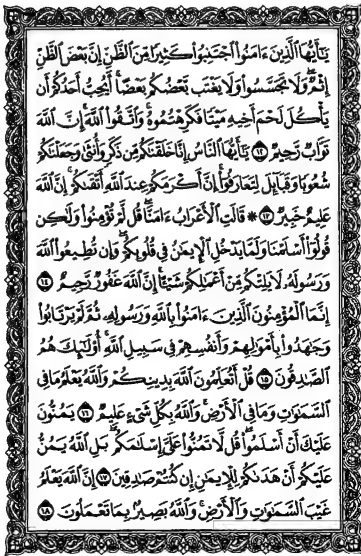 يَٰٓأَيُّهَا ٱلَّذِينَ ءَامَنُوا۟ ٱجْتَنِبُوا۟ كَثِيرًا مِّنَ ٱلظَّنِّ إِنَّ بَعْضَ ٱلظَّنِّ
إِثْمٌ ۖ وَلَا تَجَسَّسُوا۟ وَلَا يَغْتَب بَّعْضُكُم بَعْضًا ۚ أَيُحِبُّ أَحَدُكُمْ أَن
يَأْكُلَ لَحْمَ أَخِيهِ مَيْتًا فَكَرِهْتُمُوهُ ۚ وَٱتَّقُوا۟ ٱللَّهَ ۚ إِنَّ ٱللَّهَ
تَوَّابٌ رَّحِيمٌ ١٢ يَٰٓأَيُّهَا ٱلنَّاسُ إِنَّا خَلَقْنَٰكُم مِّن ذَكَرٍ وَأُنثَىٰ وَجَعَلْنَٰكُمْ
شُعُوبًا وَقَبَآئِلَ لِتَعَارَفُوٓا۟ ۚ إِنَّ أَكْرَمَكُمْ عِندَ ٱللَّهِ أَتْقَىٰكُمْ ۚ إِنَّ ٱللَّهَ
عَلِيمٌ خَبِيرٌ ١٣ ۞ قَالَتِ ٱلْأَعْرَابُ ءَامَنَّا ۖ قُل لَّمْ تُؤْمِنُوا۟ وَلَٰكِن
قُولُوٓا۟ أَسْلَمْنَا وَلَمَّا يَدْخُلِ ٱلْإِيمَٰنُ فِى قُلُوبِكُمْ ۖ وَإِن تُطِيعُوا۟ ٱللَّهَ
وَرَسُولَهُۥ لَا يَلِتْكُم مِّنْ أَعْمَٰلِكُمْ شَيْـًٔا ۚ إِنَّ ٱللَّهَ غَفُورٌ رَّحِيمٌ ١٤
إِنَّمَا ٱلْمُؤْمِنُونَ ٱلَّذِينَ ءَامَنُوا۟ بِٱللَّهِ وَرَسُولِهِۦ ثُمَّ لَمْ يَرْتَابُوا۟
وَجَٰهَدُوا۟ بِأَمْوَٰلِهِمْ وَأَنفُسِهِمْ فِى سَبِيلِ ٱللَّهِ ۚ أُو۟لَٰٓئِكَ هُمُ
ٱلصَّٰدِقُونَ ١٥ قُلْ أَتُعَلِّمُونَ ٱللَّهَ بِدِينِكُمْ وَٱللَّهُ يَعْلَمُ مَا فِى
ٱلسَّمَٰوَٰتِ وَمَا فِى ٱلْأَرْضِ ۚ وَٱللَّهُ بِكُلِّ شَىْءٍ عَلِيمٌ ١٦ يَمُنُّونَ
عَلَيْكَ أَنْ أَسْلَمُوا۟ ۖ قُل لَّا تَمُنُّوا۟ عَلَىَّ إِسْلَٰمَكُم ۖ بَلِ ٱللَّهُ يَمُنُّ
عَلَيْكُمْ أَنْ هَدَىٰكُمْ لِلْإِيمَٰنِ إِن كُنتُمْ صَٰدِقِينَ ١٧ إِنَّ ٱللَّهَ يَعْلَمُ
غَيْبَ ٱلسَّمَٰوَٰتِ وَٱلْأَرْضِ ۚ وَٱللَّهُ بَصِيرٌۢ بِمَا تَعْمَلُونَ ١٨